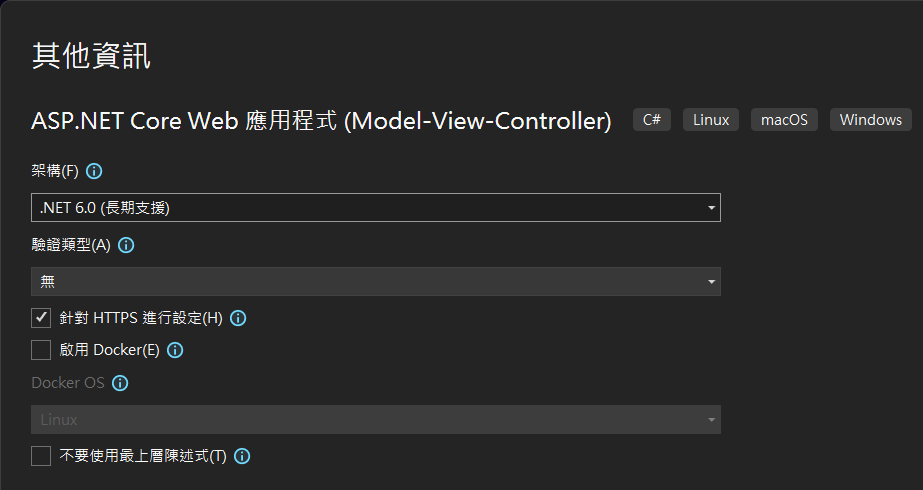 其他資訊
ASP.NET Core Web 應用程式 (Model-View-Controller) C# Linux macOS Windows
架構(F)
.NET 6.0 (長期支援)
驗證類型(A)
無
針對 HTTPS 進行設定(H)
啟用 Docker(E)
Docker OS
Linux
不要使用最上層陳述式(T)